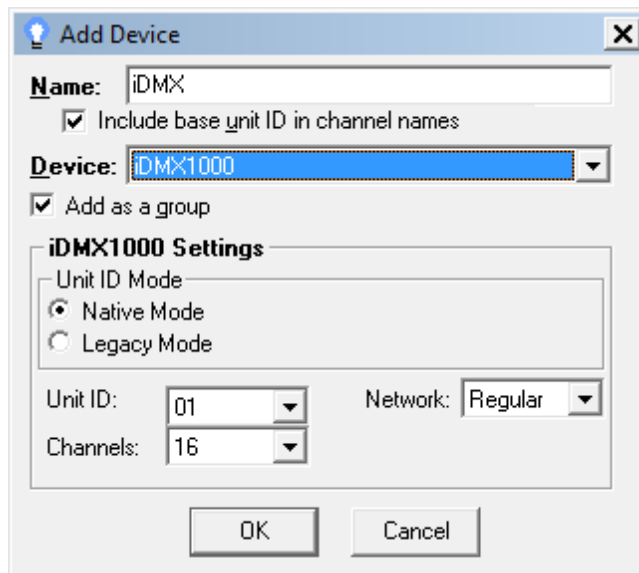 Add Device
Name: iDMX
Include base unit ID in channel names
Device: iDMX1000
Add as a group
iDMX1000 Settings
Unit ID Mode
Native Mode
Legacy Mode
Unit ID: 01 Network: Regular
Channels: 16
OK Cancel